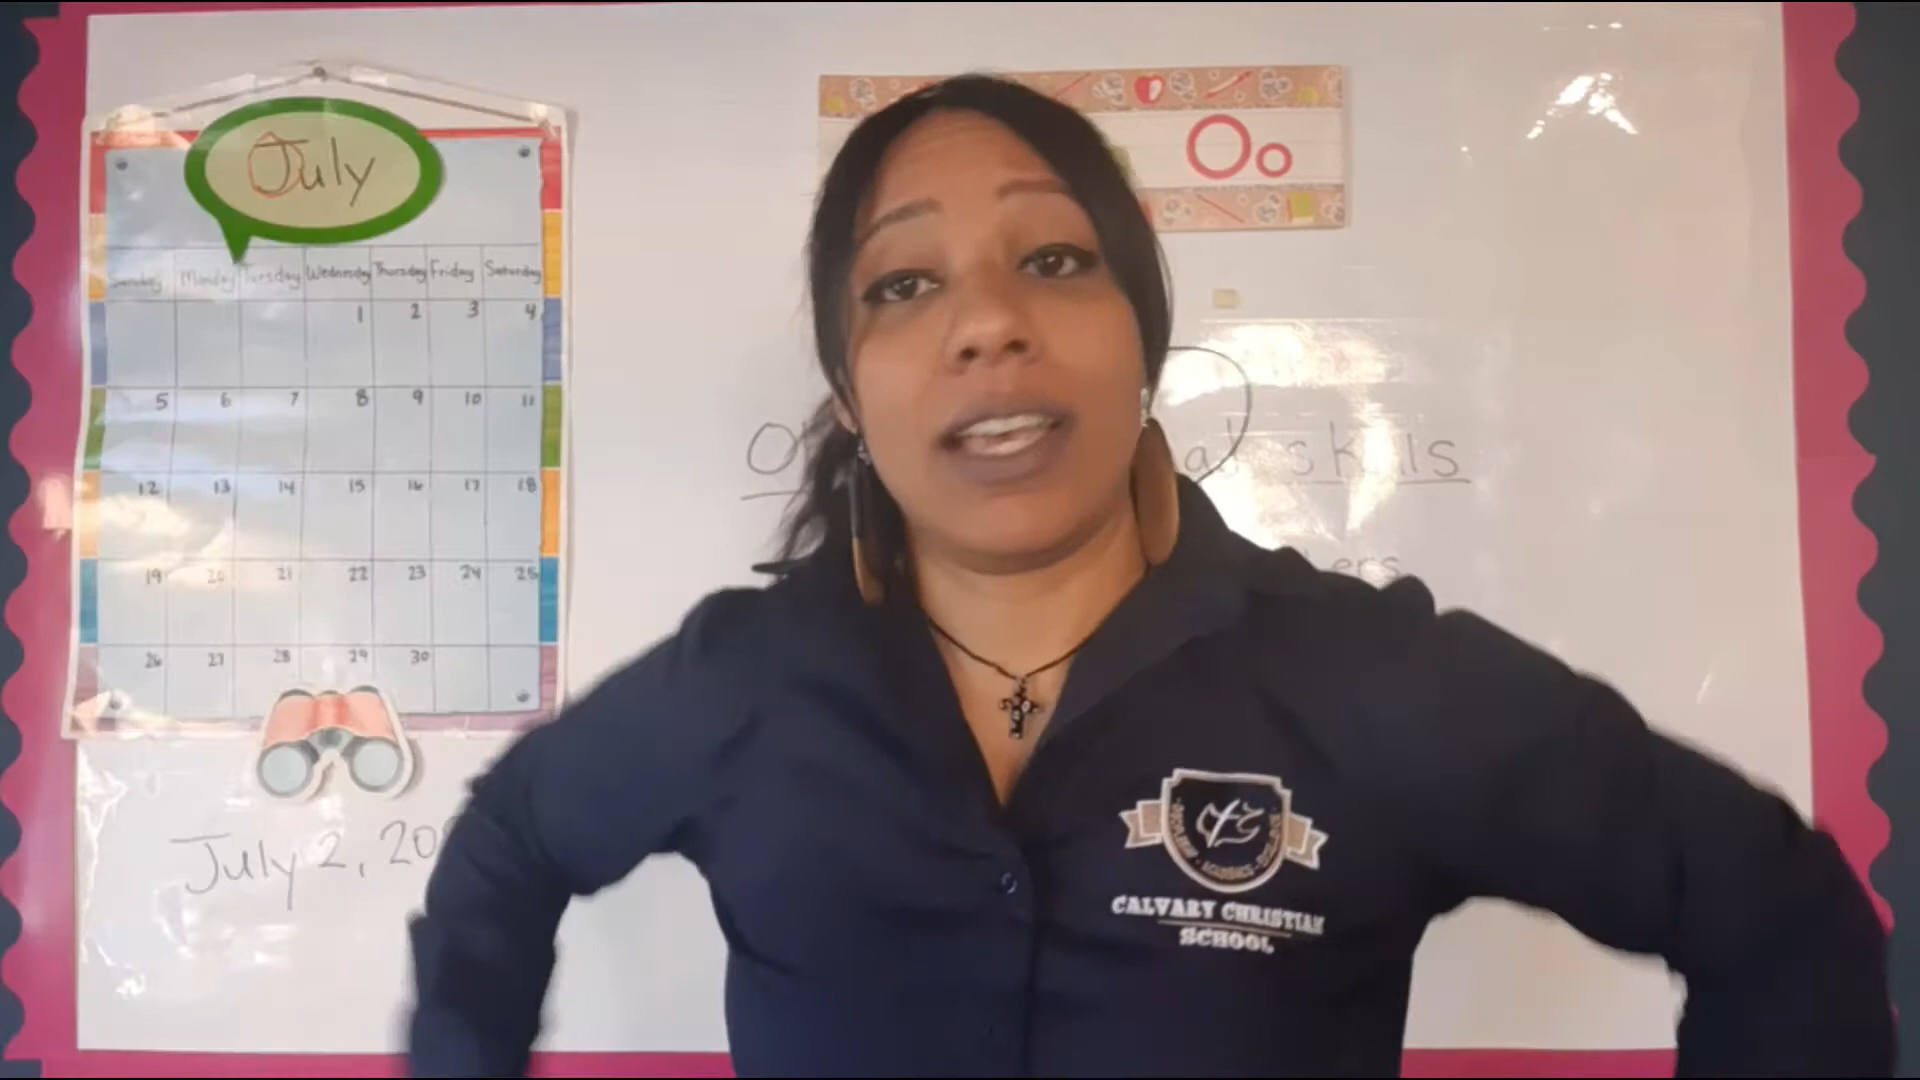 July
Sunday Monday Tuesday Wednesday Thursday Friday Saturday
1 2 3 4
5 6 7 8 9 10 11
12 13 14 15 16 17 18
19 20 21 22 23 24 25
26 27 28 29 30
July 2, 20
Oo
skills
CALVARY CHRISTIAN
SCHOOL